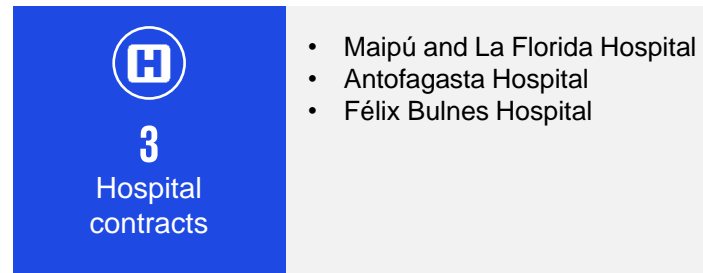 H
3
Hospital
contracts
• Maipú and La Florida Hospital
• Antofagasta Hospital
• Félix Bulnes Hospital